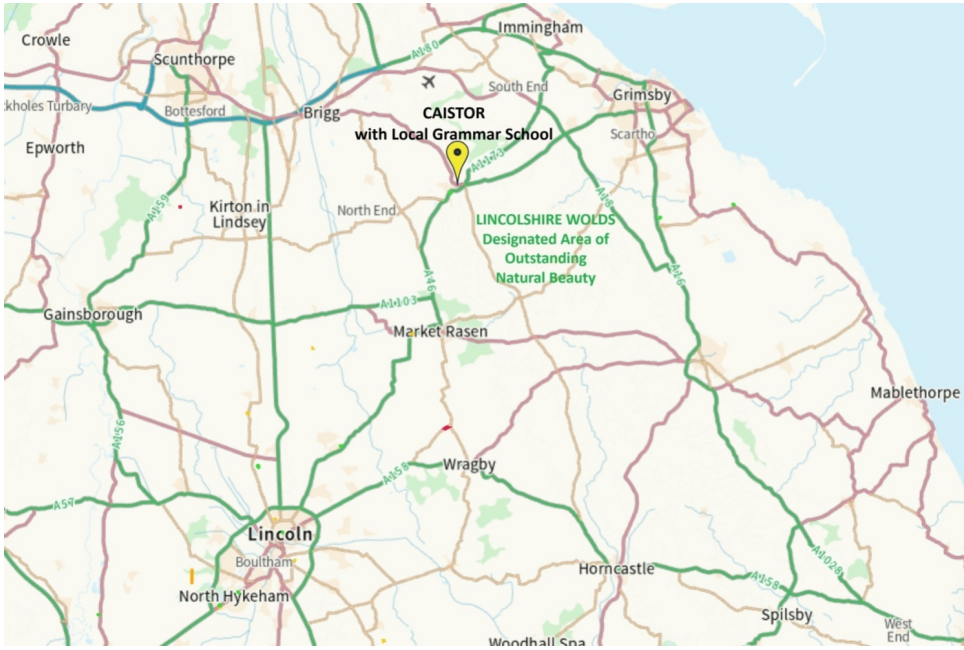 Immingham
Crowle
A180
Scunthorpe
South End
Grimsby
ckholes Turbary
Bottesford
Brigg
CAISTOR
with Local Grammar School
Scartho
Epworth
A1173
A159
Kirton in
Lindsey
North End
A18
LINCOLSHIRE WOLDS
Designated Area of
Outstanding
Natural Beauty
A46
A16
A1103
Gainsborough
Market Rasen
Mablethorpe
A156
Wragby
A158
A57
Lincoln
Boultham
Horncastle
A1028
A158
North Hykeham
Spilsby
West
End
Woodhall Spa